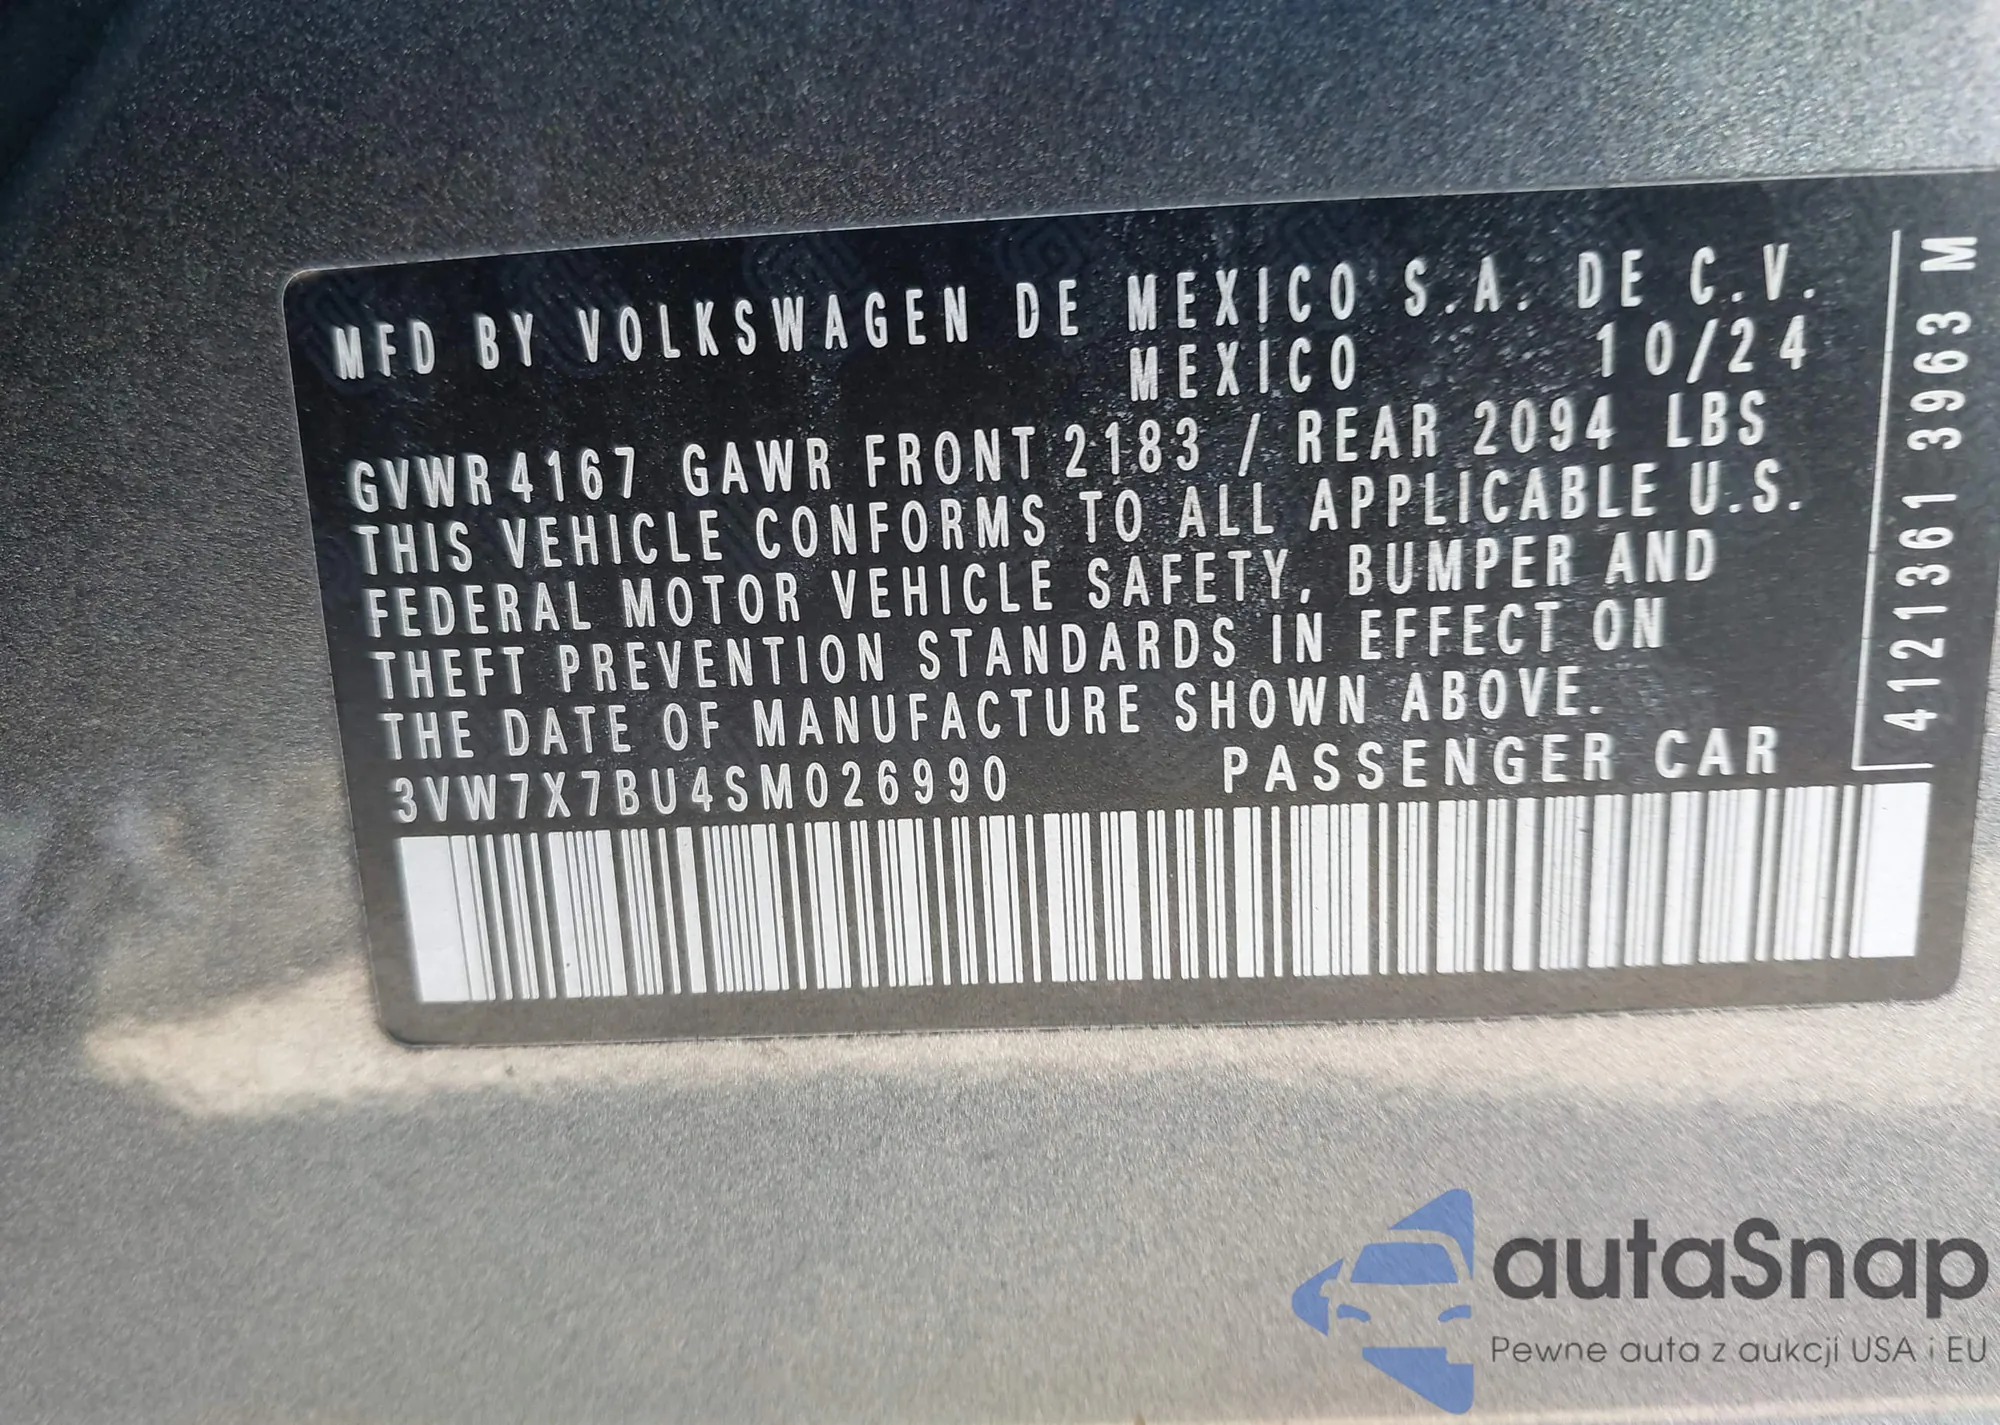 MFD BY VOLKSWAGEN DE MEXICO S.A. DE C.V.
MEXICO 10/24
GVWR 4167 GAWR FRONT 2183 / REAR 2094 LBS
THIS VEHICLE CONFORMS TO ALL APPLICABLE U.S.
FEDERAL MOTOR VEHICLE SAFETY, BUMPER AND
THEFT PREVENTION STANDARDS IN EFFECT ON
THE DATE OF MANUFACTURE SHOWN ABOVE.
3VW7X7BU4SM026990 PASSENGER CAR
4121361 3963 M
autaSnap
Pewne auta z aukcji USA i EU